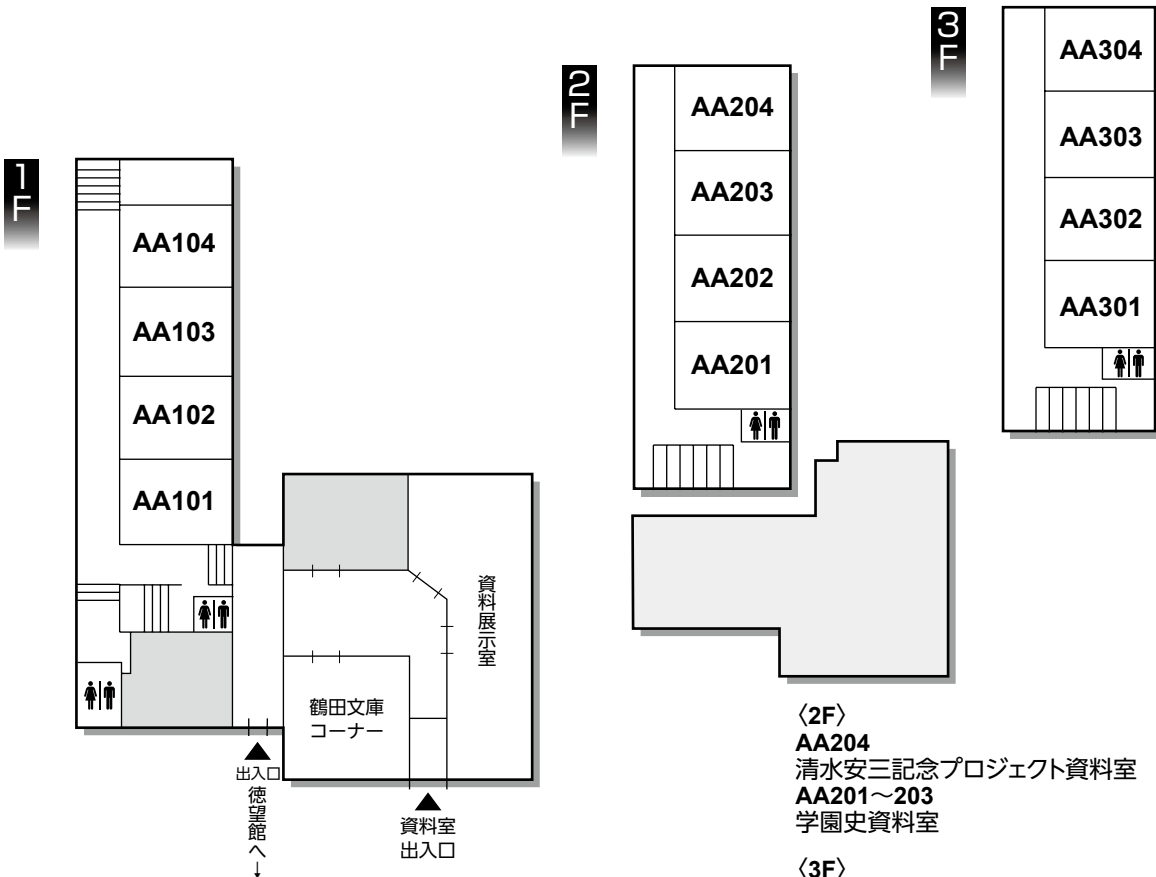 1F
AA104
AA103
AA102
AA101
資料展示室
鶴田文庫
コーナー
出入口
徳望館へ↓
資料室
出入口
2F
AA204
AA203
AA202
AA201
3F
AA304
AA303
AA302
AA301
〈2F〉
AA204
清水安三記念プロジェクト資料室
AA201～203
学園史資料室
〈3F〉